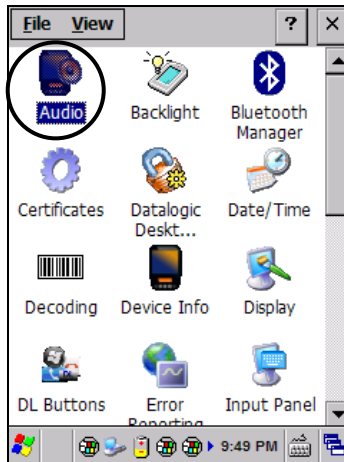 File View ? ×
Audio Backlight Bluetooth
Manager
Certificates Datalogic Date/Time
Deskt...
Decoding Device Info Display
DL Buttons Error Input Panel
Reporting
9:49 PM